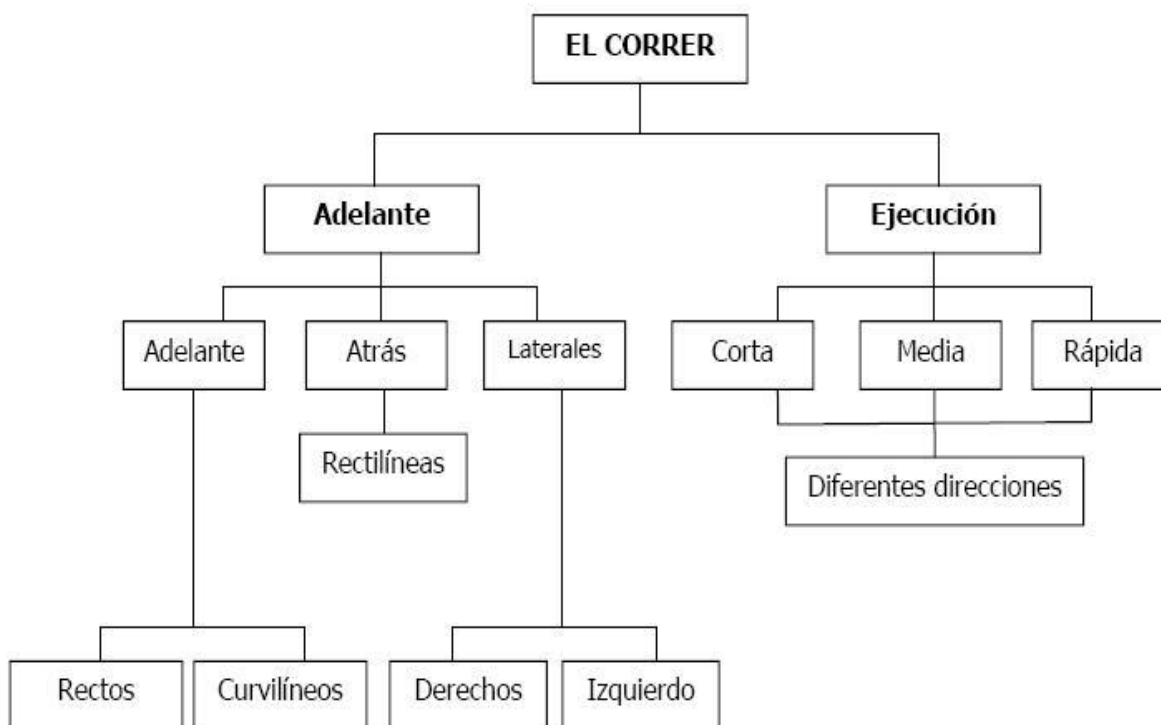 EL CORRER
Adelante
Ejecución
Adelante
Atrás
Laterales
Corta
Media
Rápida
Rectilíneas
Diferentes direcciones
Rectos
Curvilíneos
Derechos
Izquierdo